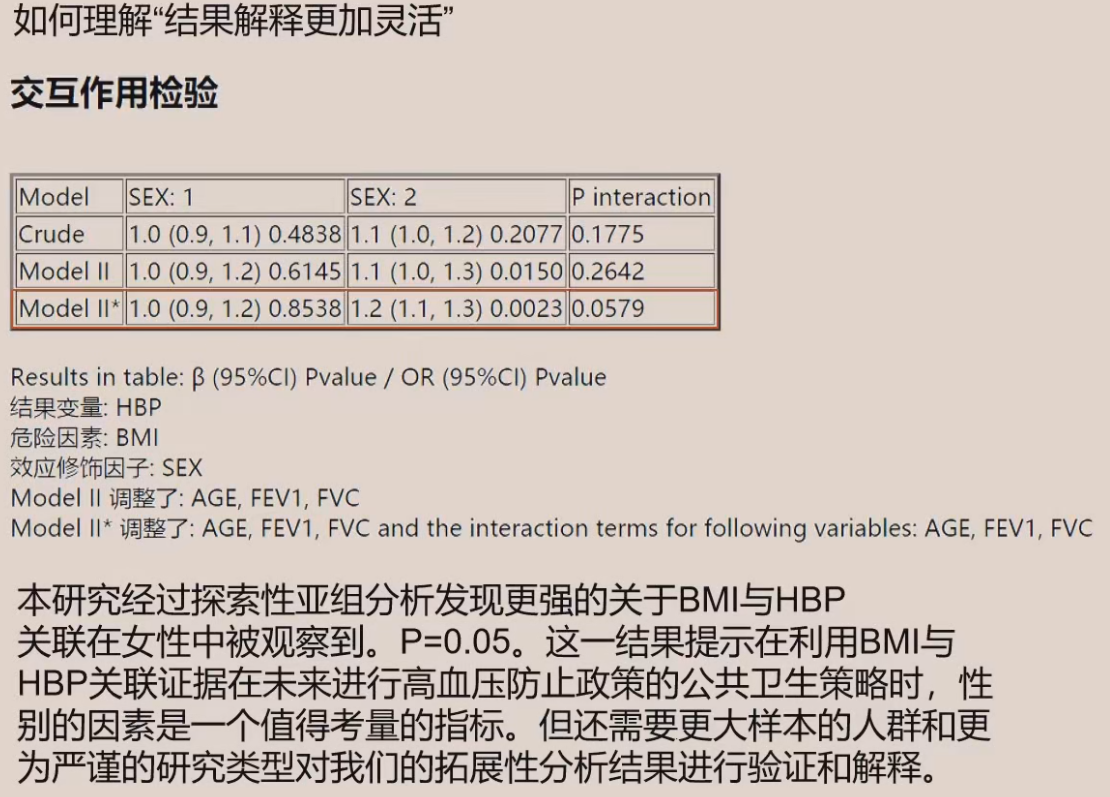 如何理解“结果解释更加灵活”
交互作用检验
Model SEX: 1 SEX: 2 P interaction
Crude 1.0 (0.9, 1.1) 0.4838 1.1 (1.0, 1.2) 0.2077 0.1775
Model II 1.0 (0.9, 1.2) 0.6145 1.1 (1.0, 1.3) 0.0150 0.2642
Model II* 1.0 (0.9, 1.2) 0.8538 1.2 (1.1, 1.3) 0.0023 0.0579
Results in table: β (95%CI) Pvalue / OR (95%CI) Pvalue
结果变量: HBP
危险因素: BMI
效应修饰因子: SEX
Model II 调整了: AGE, FEV1, FVC
Model II* 调整了: AGE, FEV1, FVC and the interaction terms for following variables: AGE, FEV1, FVC
本研究经过探索性亚组分析发现更强的关于BMI与HBP
关联在女性中被观察到。P=0.05。这一结果提示在利用BMI与
HBP关联证据在未来进行高血压防止政策的公共卫生策略时，性
别的因素是一个值得考量的指标。但还需要更大样本的人群和更
为严谨的研究类型对我们的拓展性分析结果进行验证和解释。